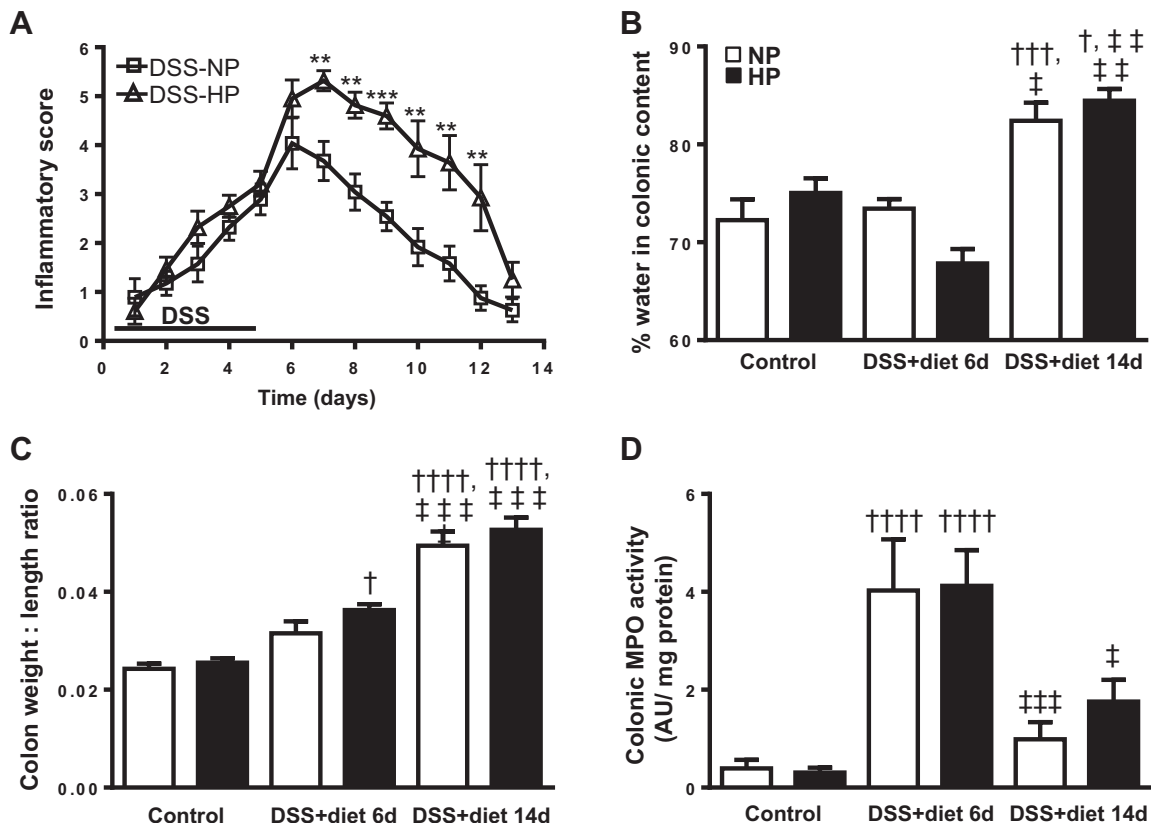 A
Inflammatory score
6
5
4
3
2
1
0
DSS-NP
DSS-HP
**
**
***
**
**
**
DSS
0 2 4 6 8 10 12 14
Time (days)
B
% water in colonic content
90
80
70
60
NP
HP
†††,
‡
†, ‡ ‡
‡ ‡
Control DSS+diet 6d DSS+diet 14d
C
Colon weight : length ratio
0.06
0.04
0.02
0.00
†
††††,
‡ ‡ ‡
‡
††††,
‡ ‡ ‡
Control DSS+diet 6d DSS+diet 14d
D
Colonic MPO activity
(AU/ mg protein)
6
4
2
0
†††† ††††
‡‡‡
‡
Control DSS+diet 6d DSS+diet 14d